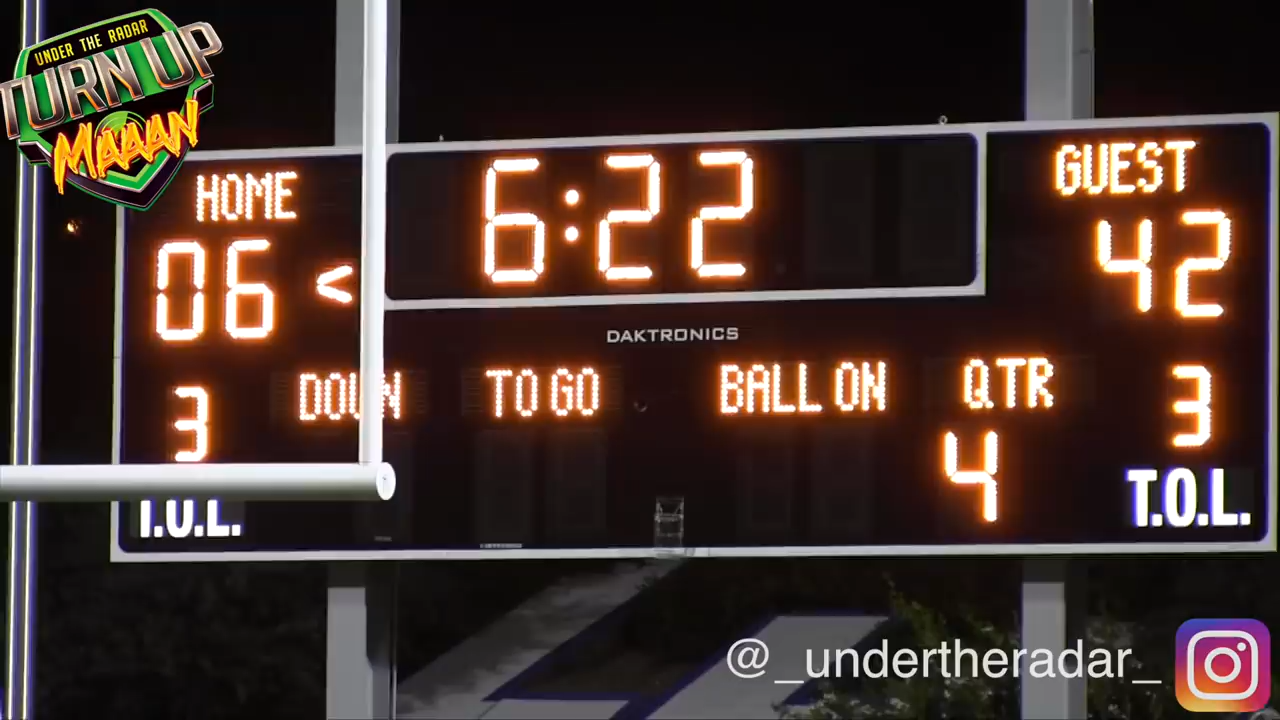 UNDER THE RADAR
TURN UP
MAAAN
HOME
06 <
6:22
GUEST
42
DAKTRONICS
3
DOWN
TO GO
BALL ON
QTR
4
3
T.O.L.
T.O.L.
@_undertheradar_